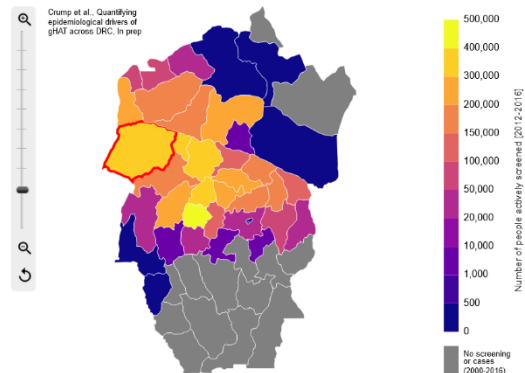 Crump et al., Quantifying
epidemiological drivers of
gHAT across DRC, In prep
500,000
400,000
300,000
200,000
150,000
100,000
50,000
20,000
10,000
1,000
500
0
Number of people actively screened [2012-2016]
No screening
or cases
(2000-2016)